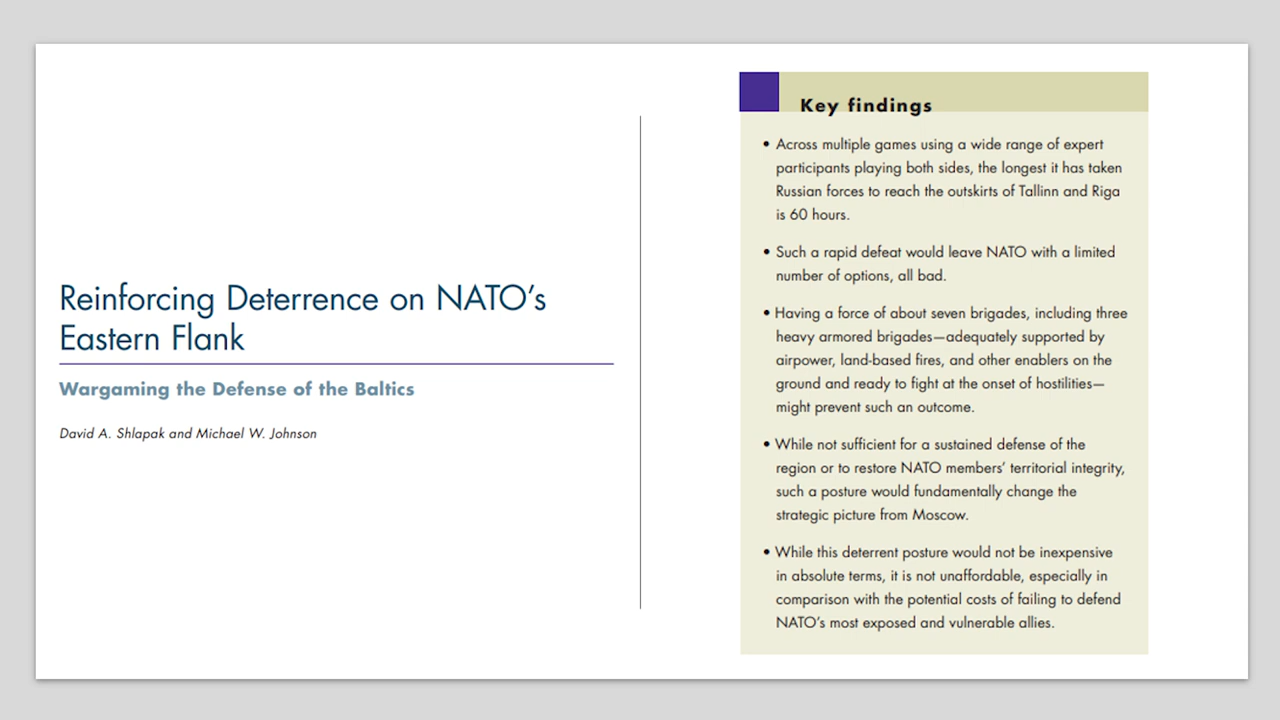 Reinforcing Deterrence on NATO's
Eastern Flank
Wargaming the Defense of the Baltics
David A. Shlapak and Michael W. Johnson
Key findings
• Across multiple games using a wide range of expert
participants playing both sides, the longest it has taken
Russian forces to reach the outskirts of Tallinn and Riga
is 60 hours.
• Such a rapid defeat would leave NATO with a limited
number of options, all bad.
• Having a force of about seven brigades, including three
heavy armored brigades—adequately supported by
airpower, land-based fires, and other enablers on the
ground and ready to fight at the onset of hostilities—
might prevent such an outcome.
• While not sufficient for a sustained defense of the
region or to restore NATO members' territorial integrity,
such a posture would fundamentally change the
strategic picture from Moscow.
• While this deterrent posture would not be inexpensive
in absolute terms, it is not unaffordable, especially in
comparison with the potential costs of failing to defend
NATO's most exposed and vulnerable allies.